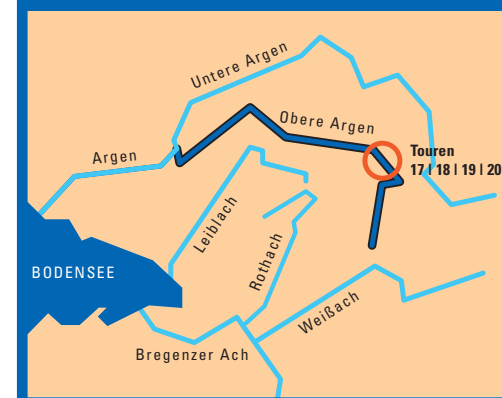 Untere Argen
Obere Argen
Argen
Touren
17 | 18 | 19 | 20
Leiblach
Rothach
BODENSEE
Weißach
Bregenzer Ach